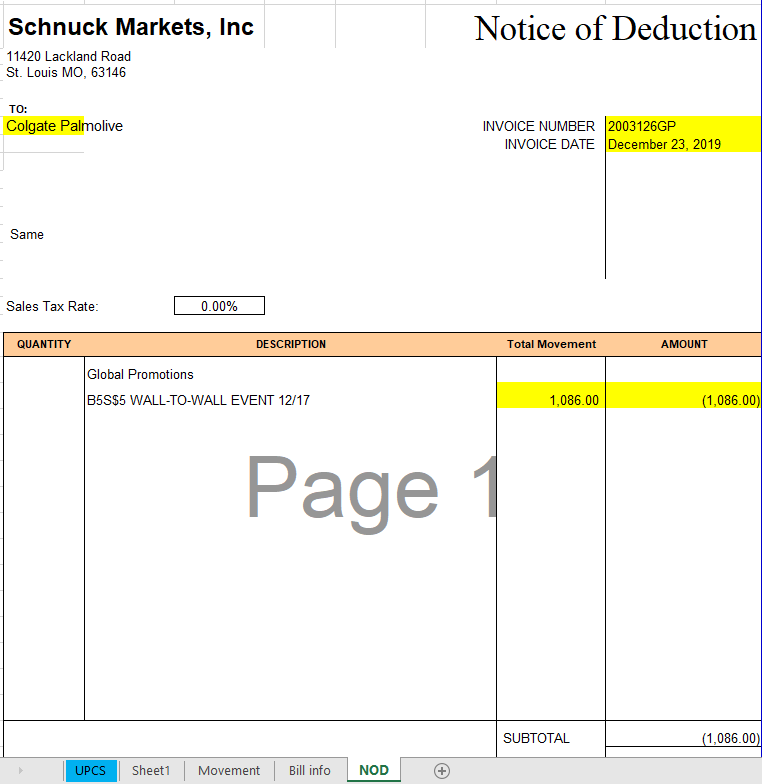 Schnuck Markets, Inc
Notice of Deduction
11420 Lackland Road
St. Louis MO, 63146
TO:
Colgate Palmolive
INVOICE NUMBER 2003126GP
INVOICE DATE December 23, 2019
Same
Sales Tax Rate: 0.00%
QUANTITY DESCRIPTION Total Movement AMOUNT
Global Promotions
B5S$5 WALL-TO-WALL EVENT 12/17 1,086.00 (1,086.00)
Page 1
SUBTOTAL (1,086.00)
UPCS Sheet1 Movement Bill info NOD